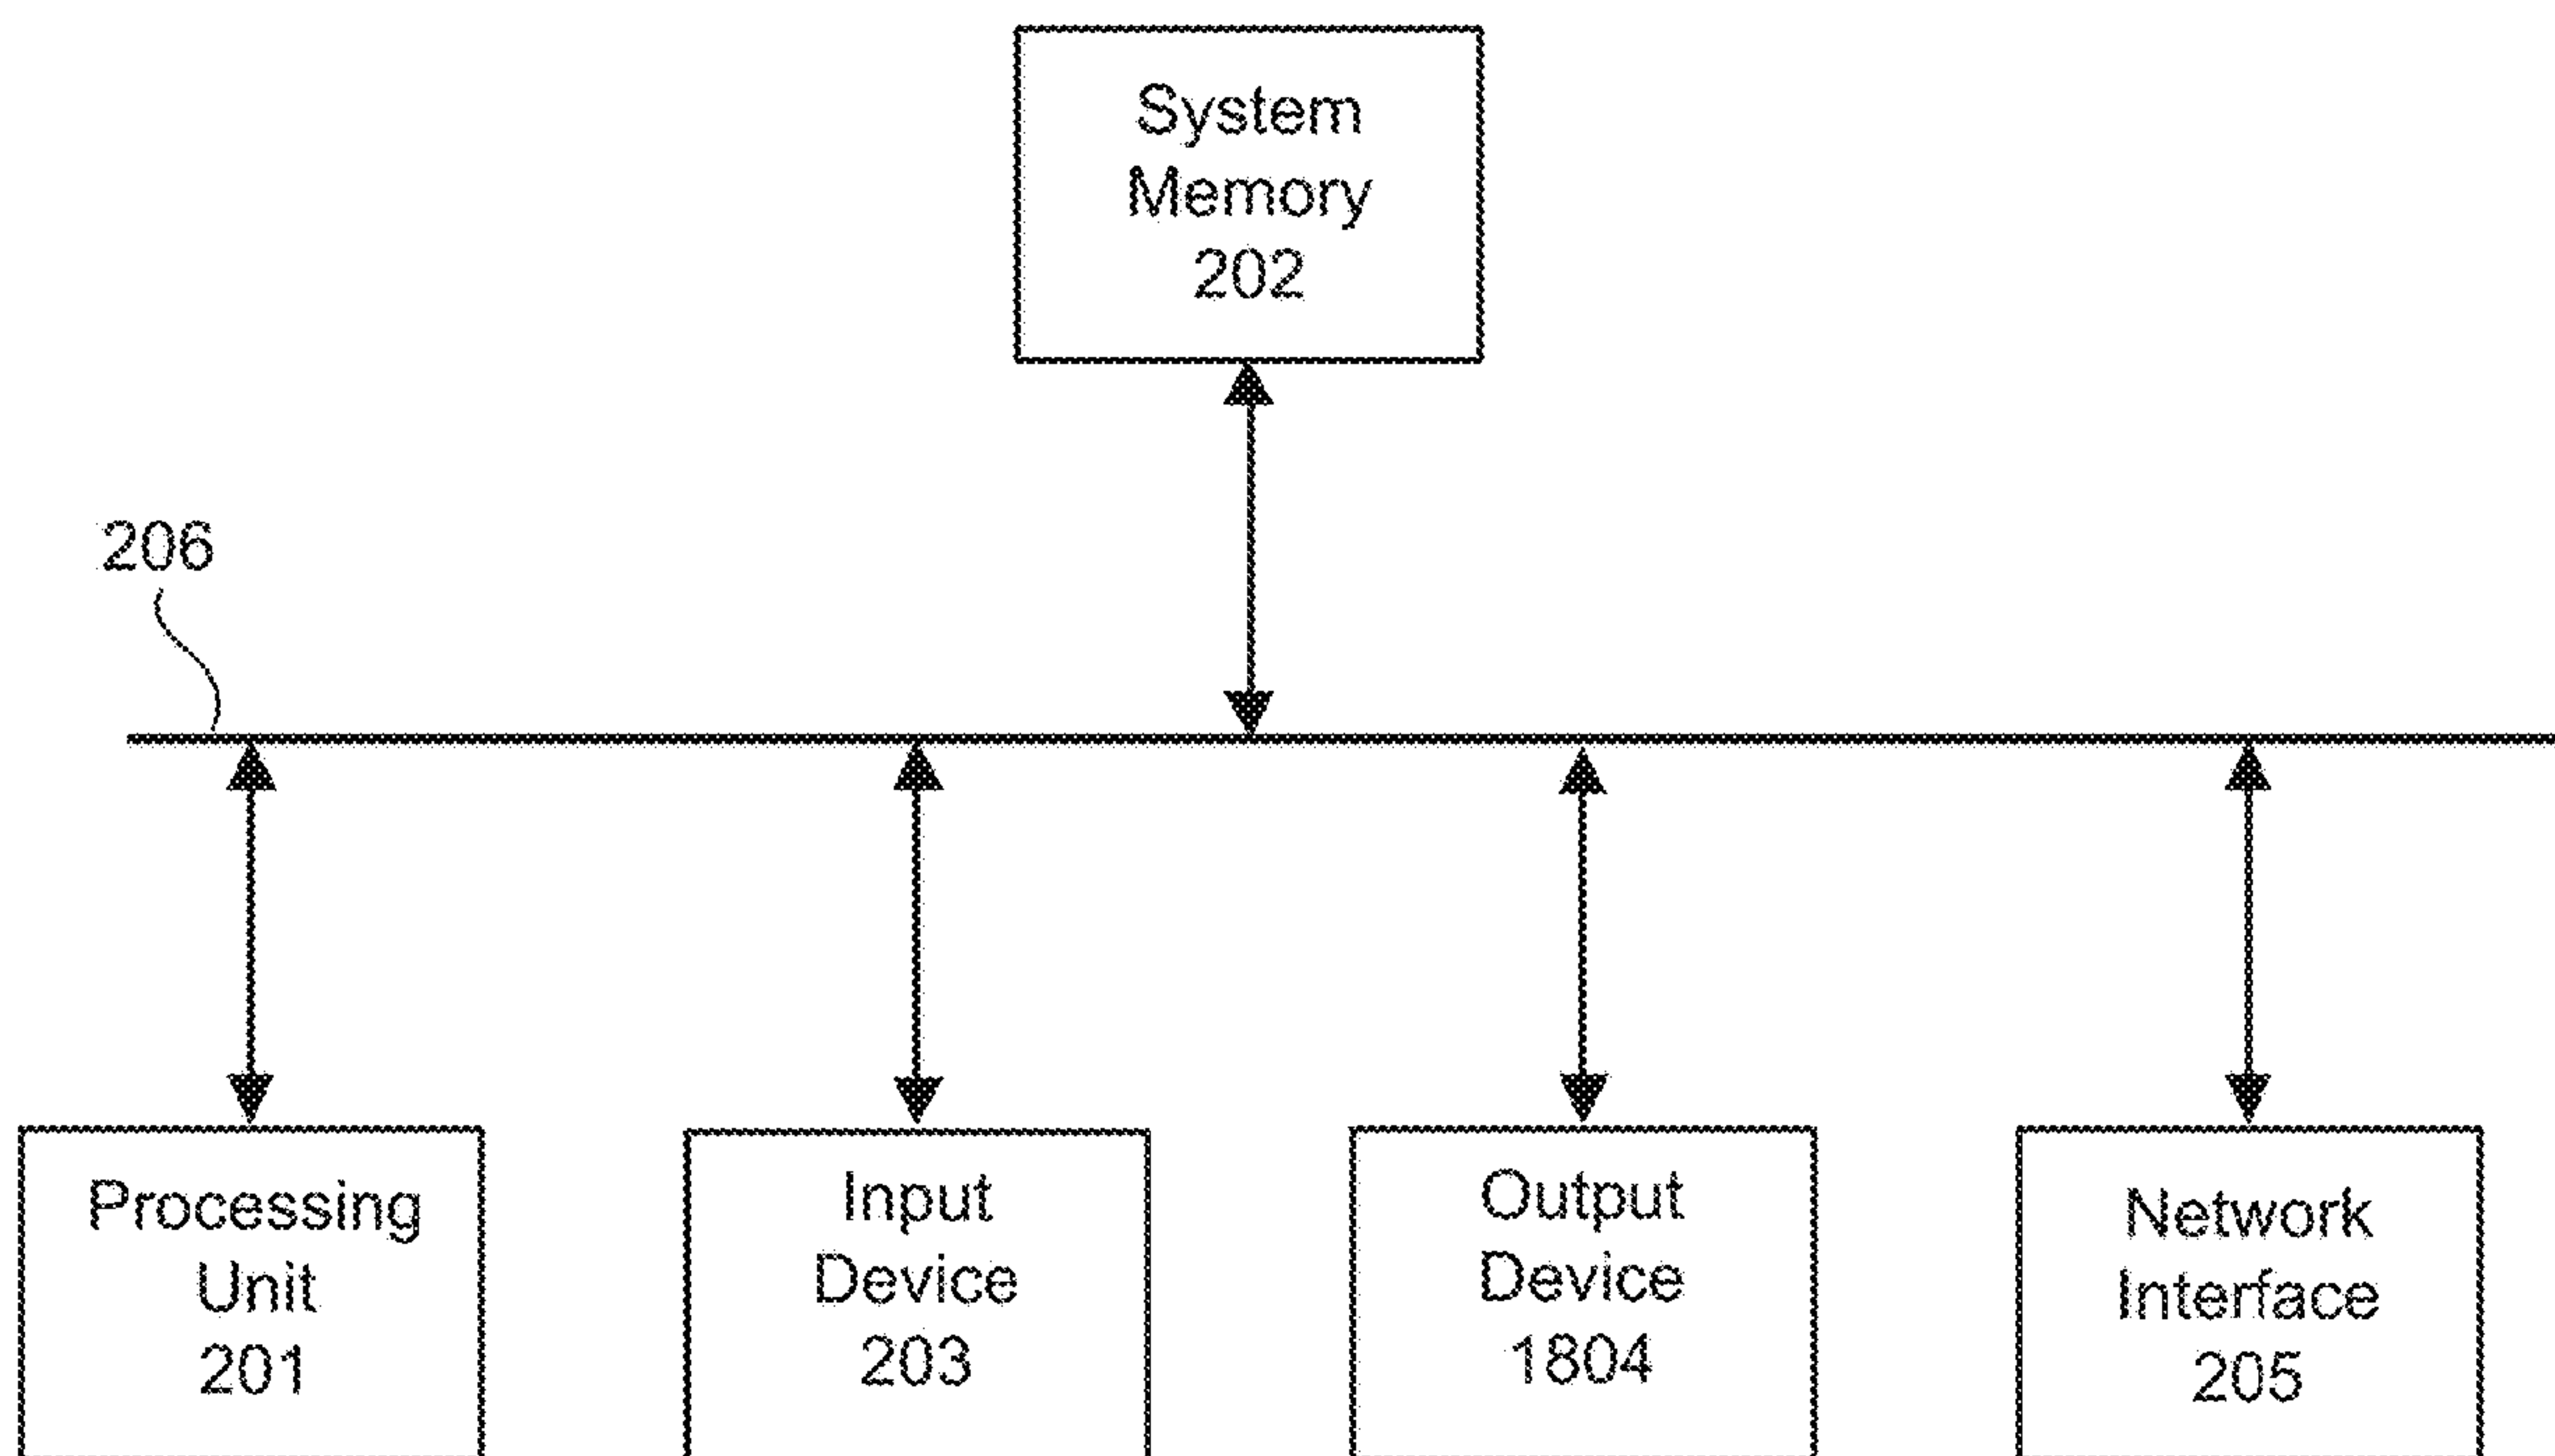 System
Memory
202
206
Processing
Unit
201
Input
Device
203
Output
Device
1804
Network
Interface
205